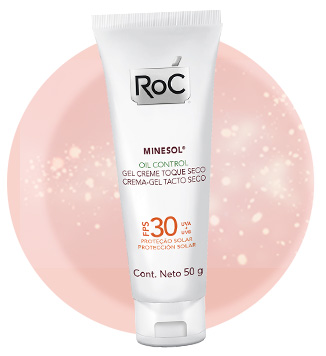 RoC
MINESOL®
OIL CONTROL
GEL CREME TOQUE SECO
CREMA-GEL TACTO SECO
FPS 30 UVA + UVB
PROTEÇÃO SOLAR
PROTECCIÓN SOLAR
Cont. Neto 50 g